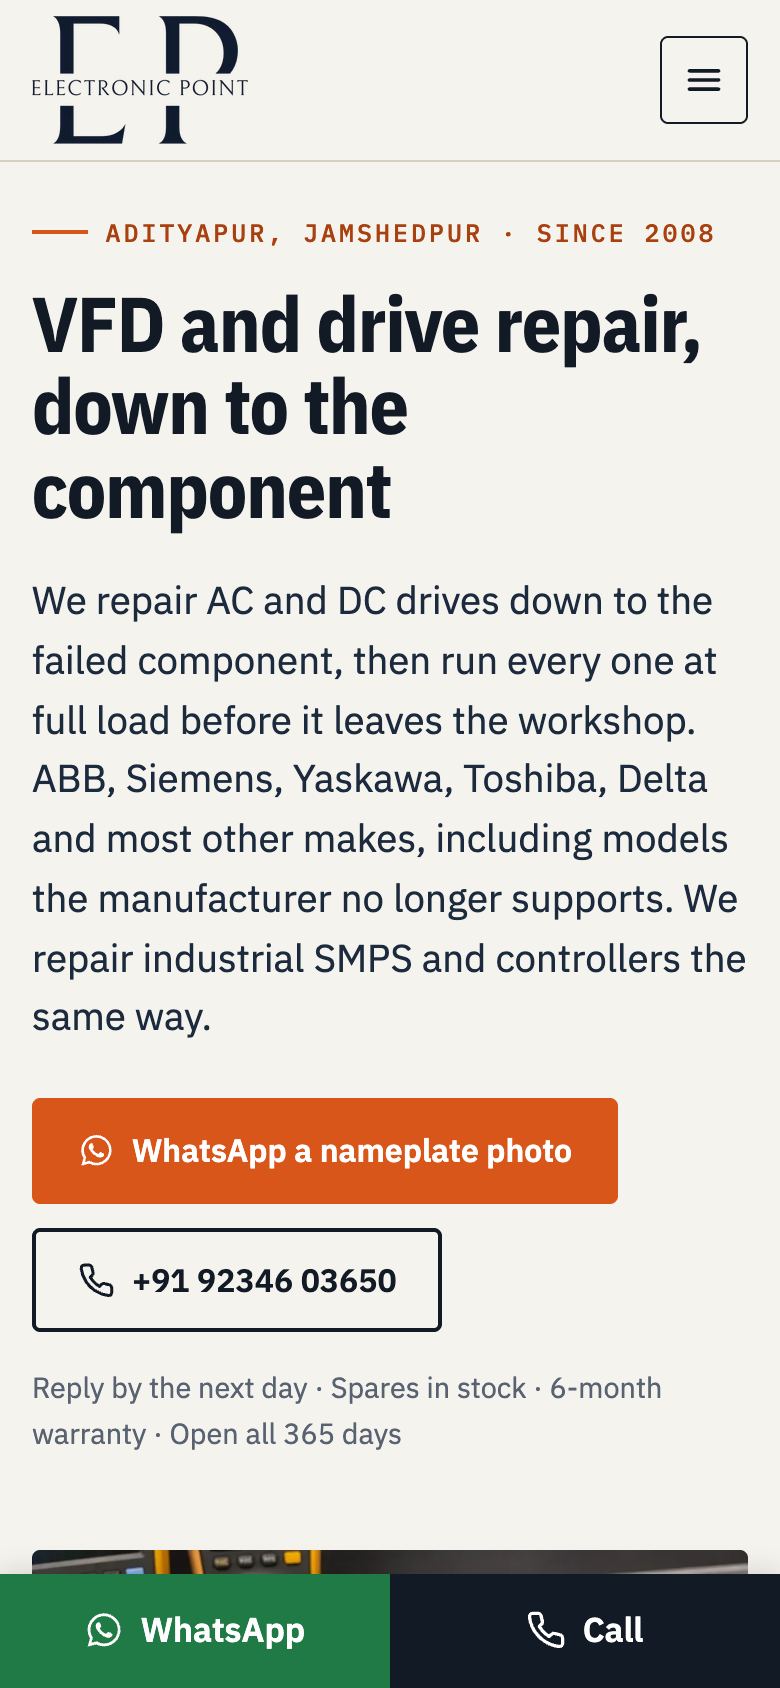 EP
ELECTRONIC POINT
ADITYAPUR, JAMSHEDPUR · SINCE 2008
VFD and drive repair,
down to the
component
We repair AC and DC drives down to the
failed component, then run every one at
full load before it leaves the workshop.
ABB, Siemens, Yaskawa, Toshiba, Delta
and most other makes, including models
the manufacturer no longer supports. We
repair industrial SMPS and controllers the
same way.
WhatsApp a nameplate photo
+91 92346 03650
Reply by the next day · Spares in stock · 6-month
warranty · Open all 365 days
WhatsApp
Call